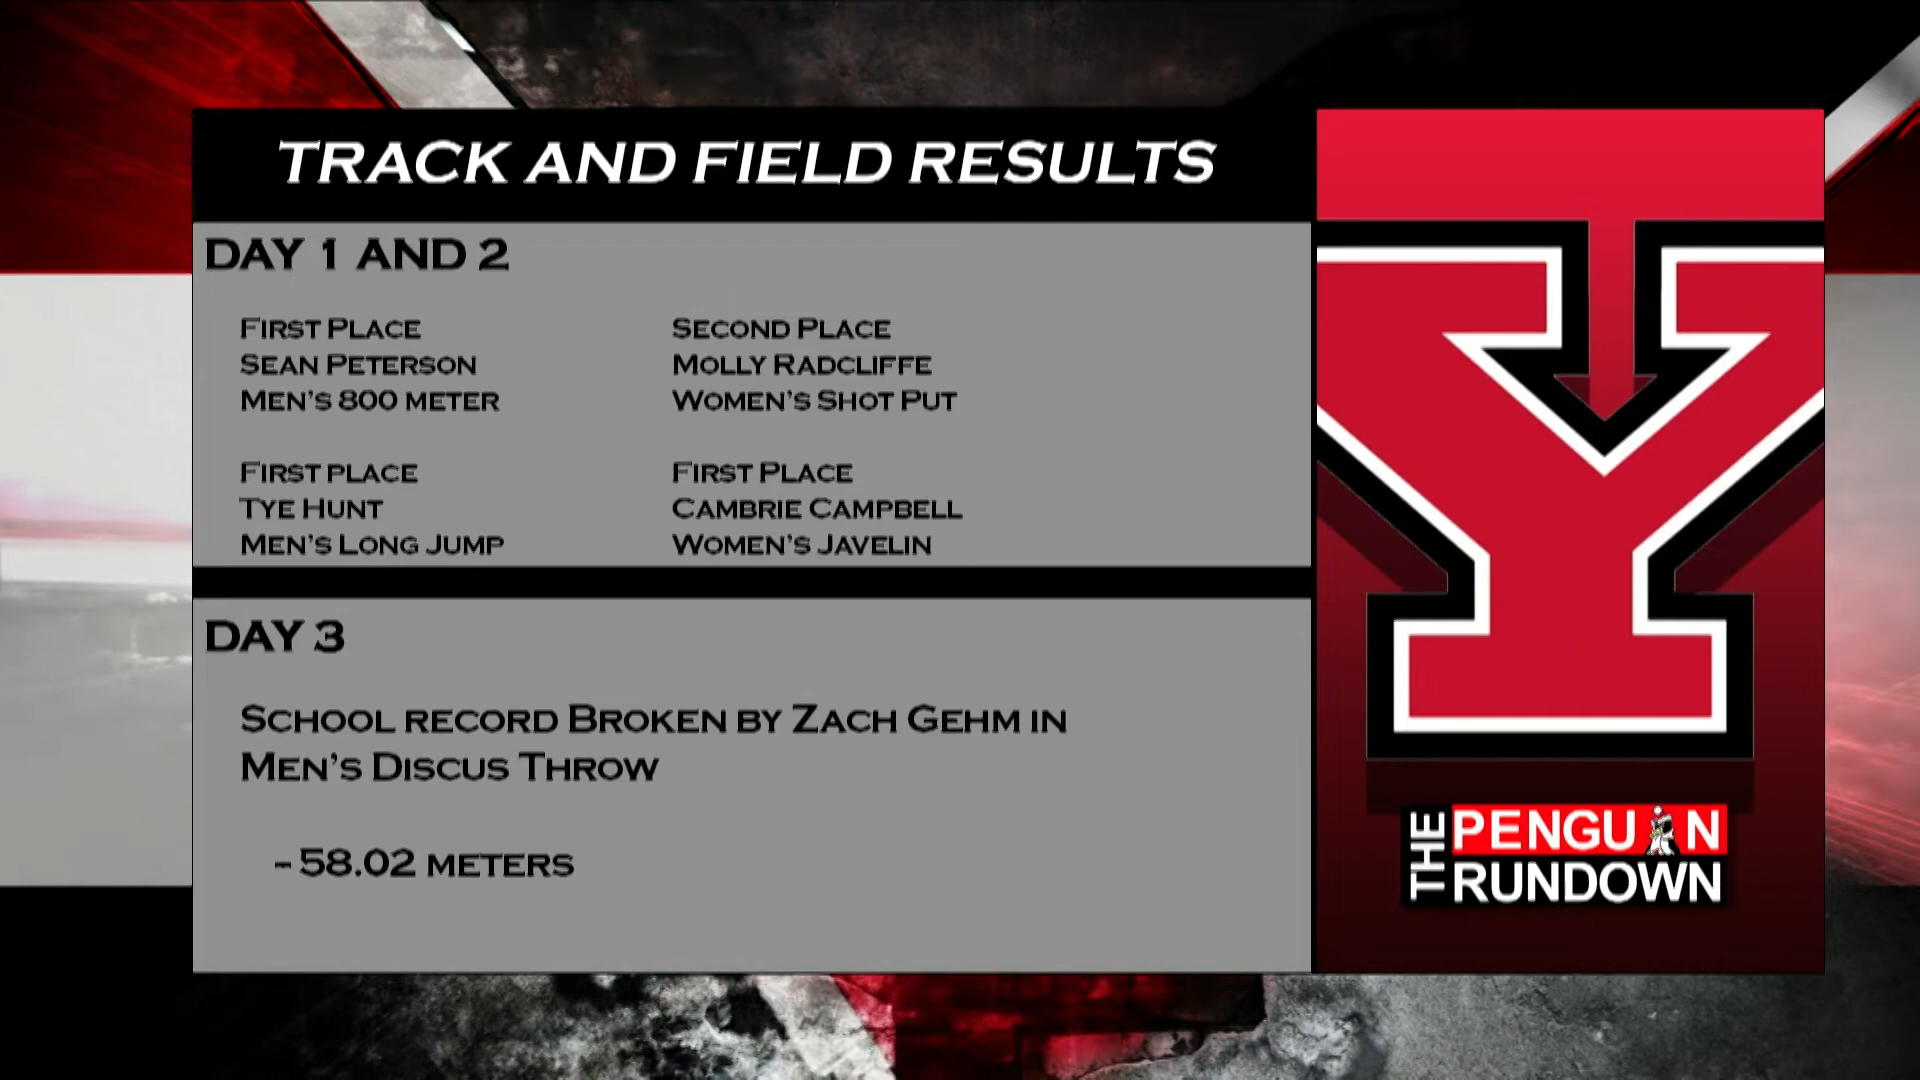 TRACK AND FIELD RESULTS
DAY 1 AND 2
FIRST PLACE
SEAN PETERSON
MEN'S 800 METER
SECOND PLACE
MOLLY RADCLIFFE
WOMEN'S SHOT PUT
FIRST PLACE
TYE HUNT
MEN'S LONG JUMP
FIRST PLACE
CAMBRIE CAMPBELL
WOMEN'S JAVELIN
DAY 3
SCHOOL RECORD BROKEN BY ZACH GEHM IN
MEN'S DISCUS THROW
- 58.02 METERS
Y
THE
PENGUIN
RUNDOWN